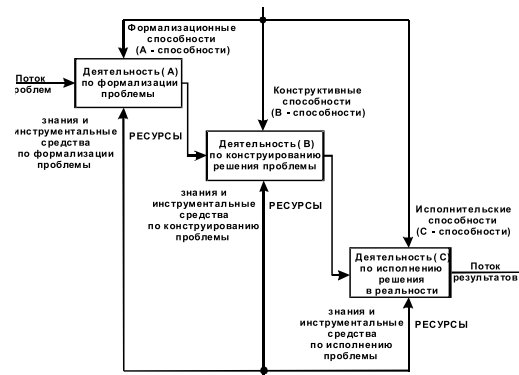 Формализационные
способности
(А - способности)
Поток
роблем
Деятельность( А)
по формализации
проблемы
Конструктивные
способности
(В - способности)
знания и
инструментальные
средства
по формализации
проблемы
РЕСУРСЫ
Деятельность( В)
по конструированию
решения проблемы
знания и
инструментальные
средства
по конструированию
проблемы
РЕСУРСЫ
Исполнительские
способности
(С - способности)
Деятельность( С)
по исполнению
решения
в реальности
Поток
результатов
знания и
инструментальные
средства
по исполнению
проблемы
РЕСУРСЫ